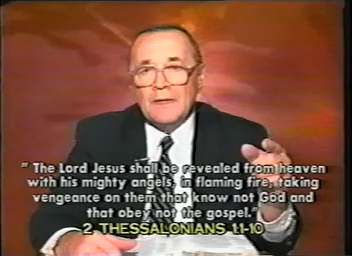 " The Lord Jesus shall be revealed from heaven
with his mighty angels, in flaming fire, taking
vengeance on them that know not God and
that obey not the gospel."
2 THESSALONIANS 1:1-10